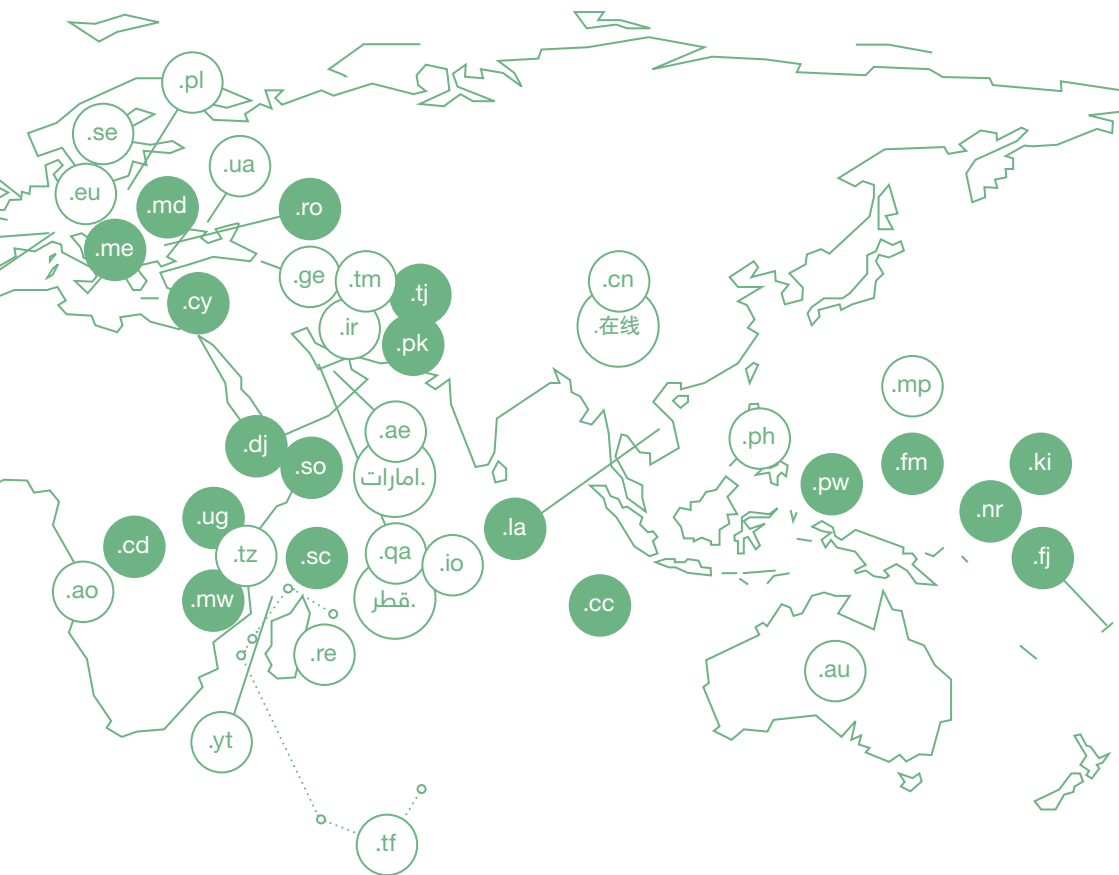 .pl
.se
.ua
.eu
.md
.ro
.me
.ge
.tm
.cn
.tj
.cy
.ir
.在线
.pk
.mp
.ae
.ph
.dj
.so
.امارات
.fm
.ki
.pw
.nr
.ug
.la
.cd
.tz
.sc
.qa
.io
.fj
.ao
.mw
.قطر
.cc
.re
.au
.yt
.tf